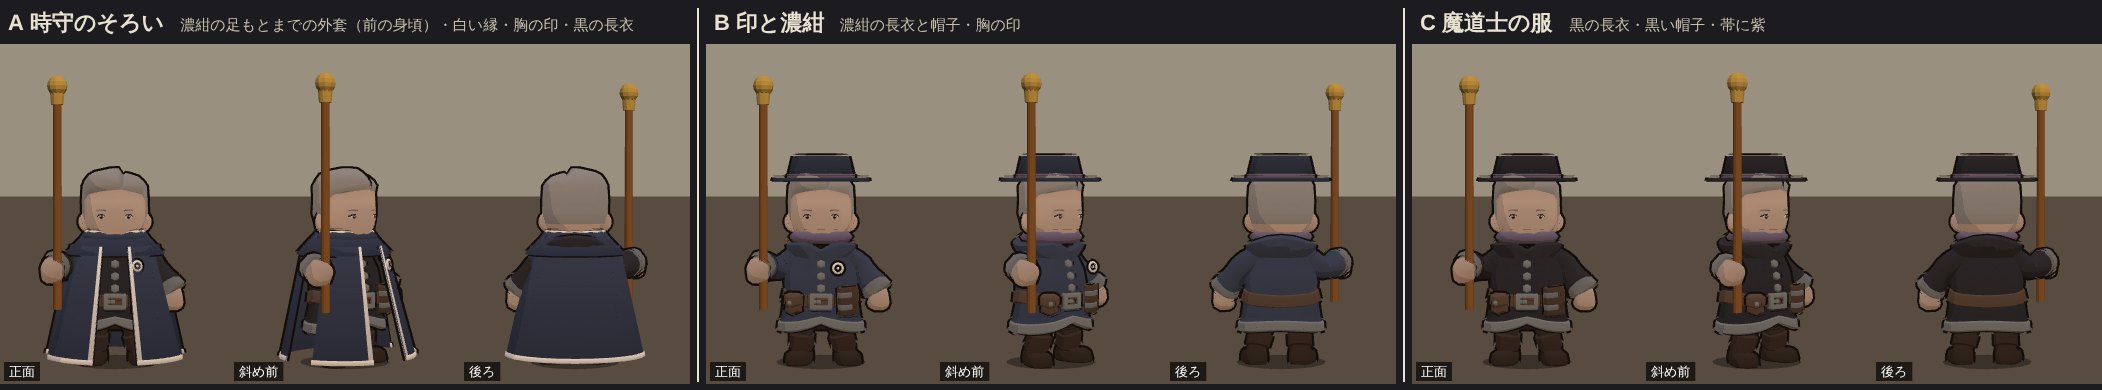 A 時守のそろい 濃紺の足もとまでの外套（前の身頃）・白い縁・胸の印・黒の長衣
正面
斜め前
後ろ
B 印と濃紺 濃紺の長衣と帽子・胸の印
正面
斜め前
後ろ
C 魔道士の服 黒の長衣・黒い帽子・帯に紫
正面
斜め前
後ろ